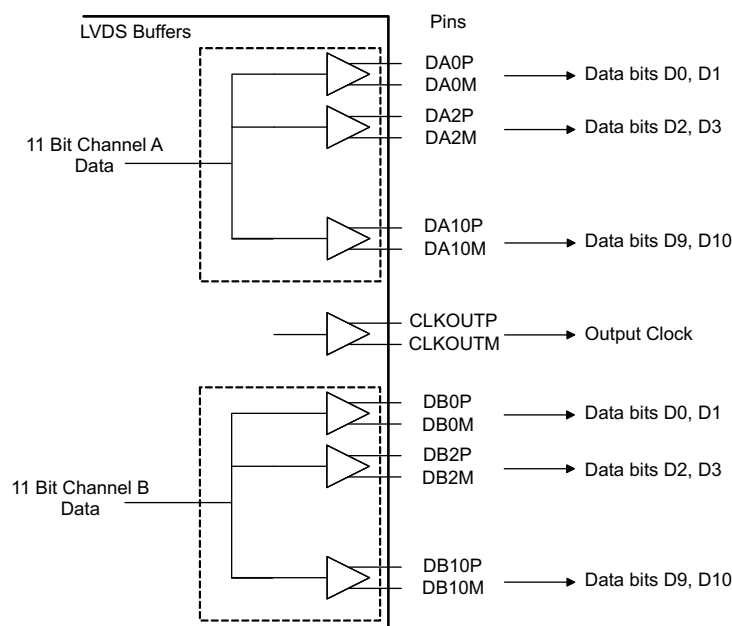 LVDS Buffers
Pins
DA0P
DA0M
Data bits D0, D1
DA2P
DA2M
Data bits D2, D3
11 Bit Channel A
Data
DA10P
DA10M
Data bits D9, D10
CLKOUTP
CLKOUTM
Output Clock
DB0P
DB0M
Data bits D0, D1
DB2P
DB2M
Data bits D2, D3
11 Bit Channel B
Data
DB10P
DB10M
Data bits D9, D10